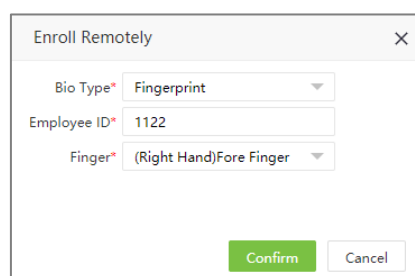 Enroll Remotely
Bio Type* Fingerprint
Employee ID* 1122
Finger* (Right Hand)Fore Finger
Confirm Cancel